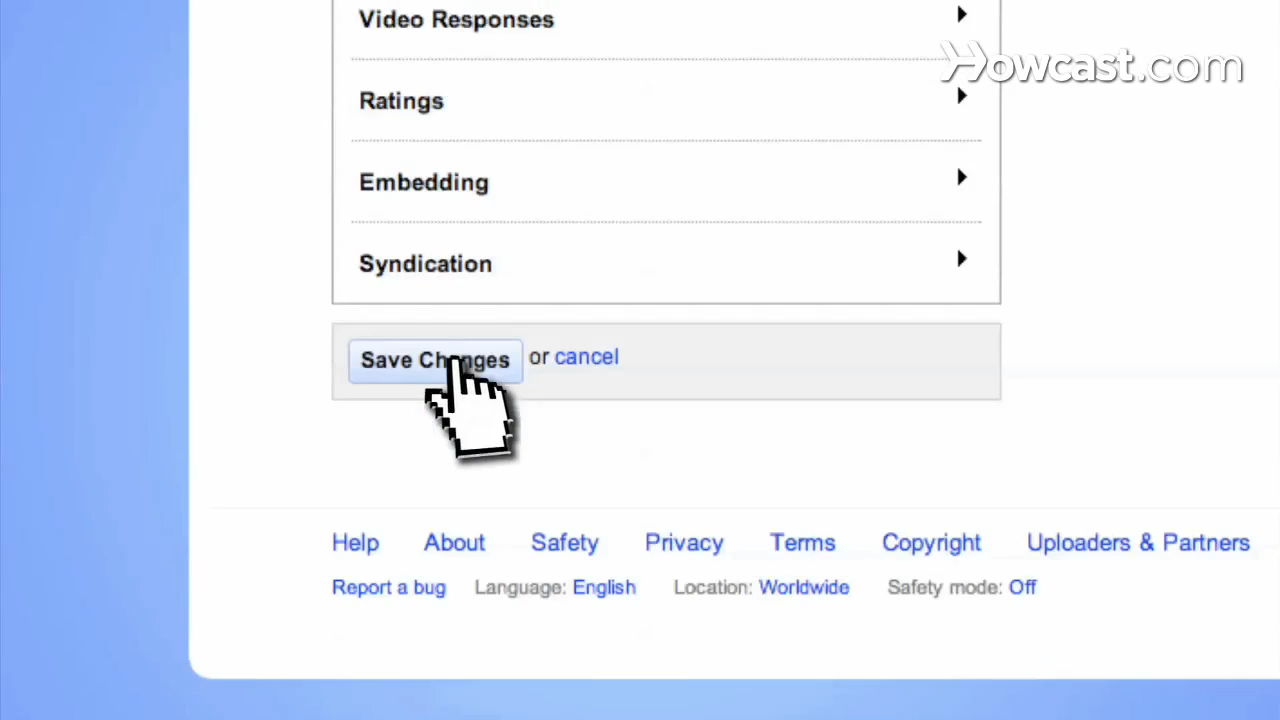 Video Responses
Howcast.com
Ratings
Embedding
Syndication
Save Changes or cancel
Help About Safety Privacy Terms Copyright Uploaders & Partners
Report a bug Language: English Location: Worldwide Safety mode: Off